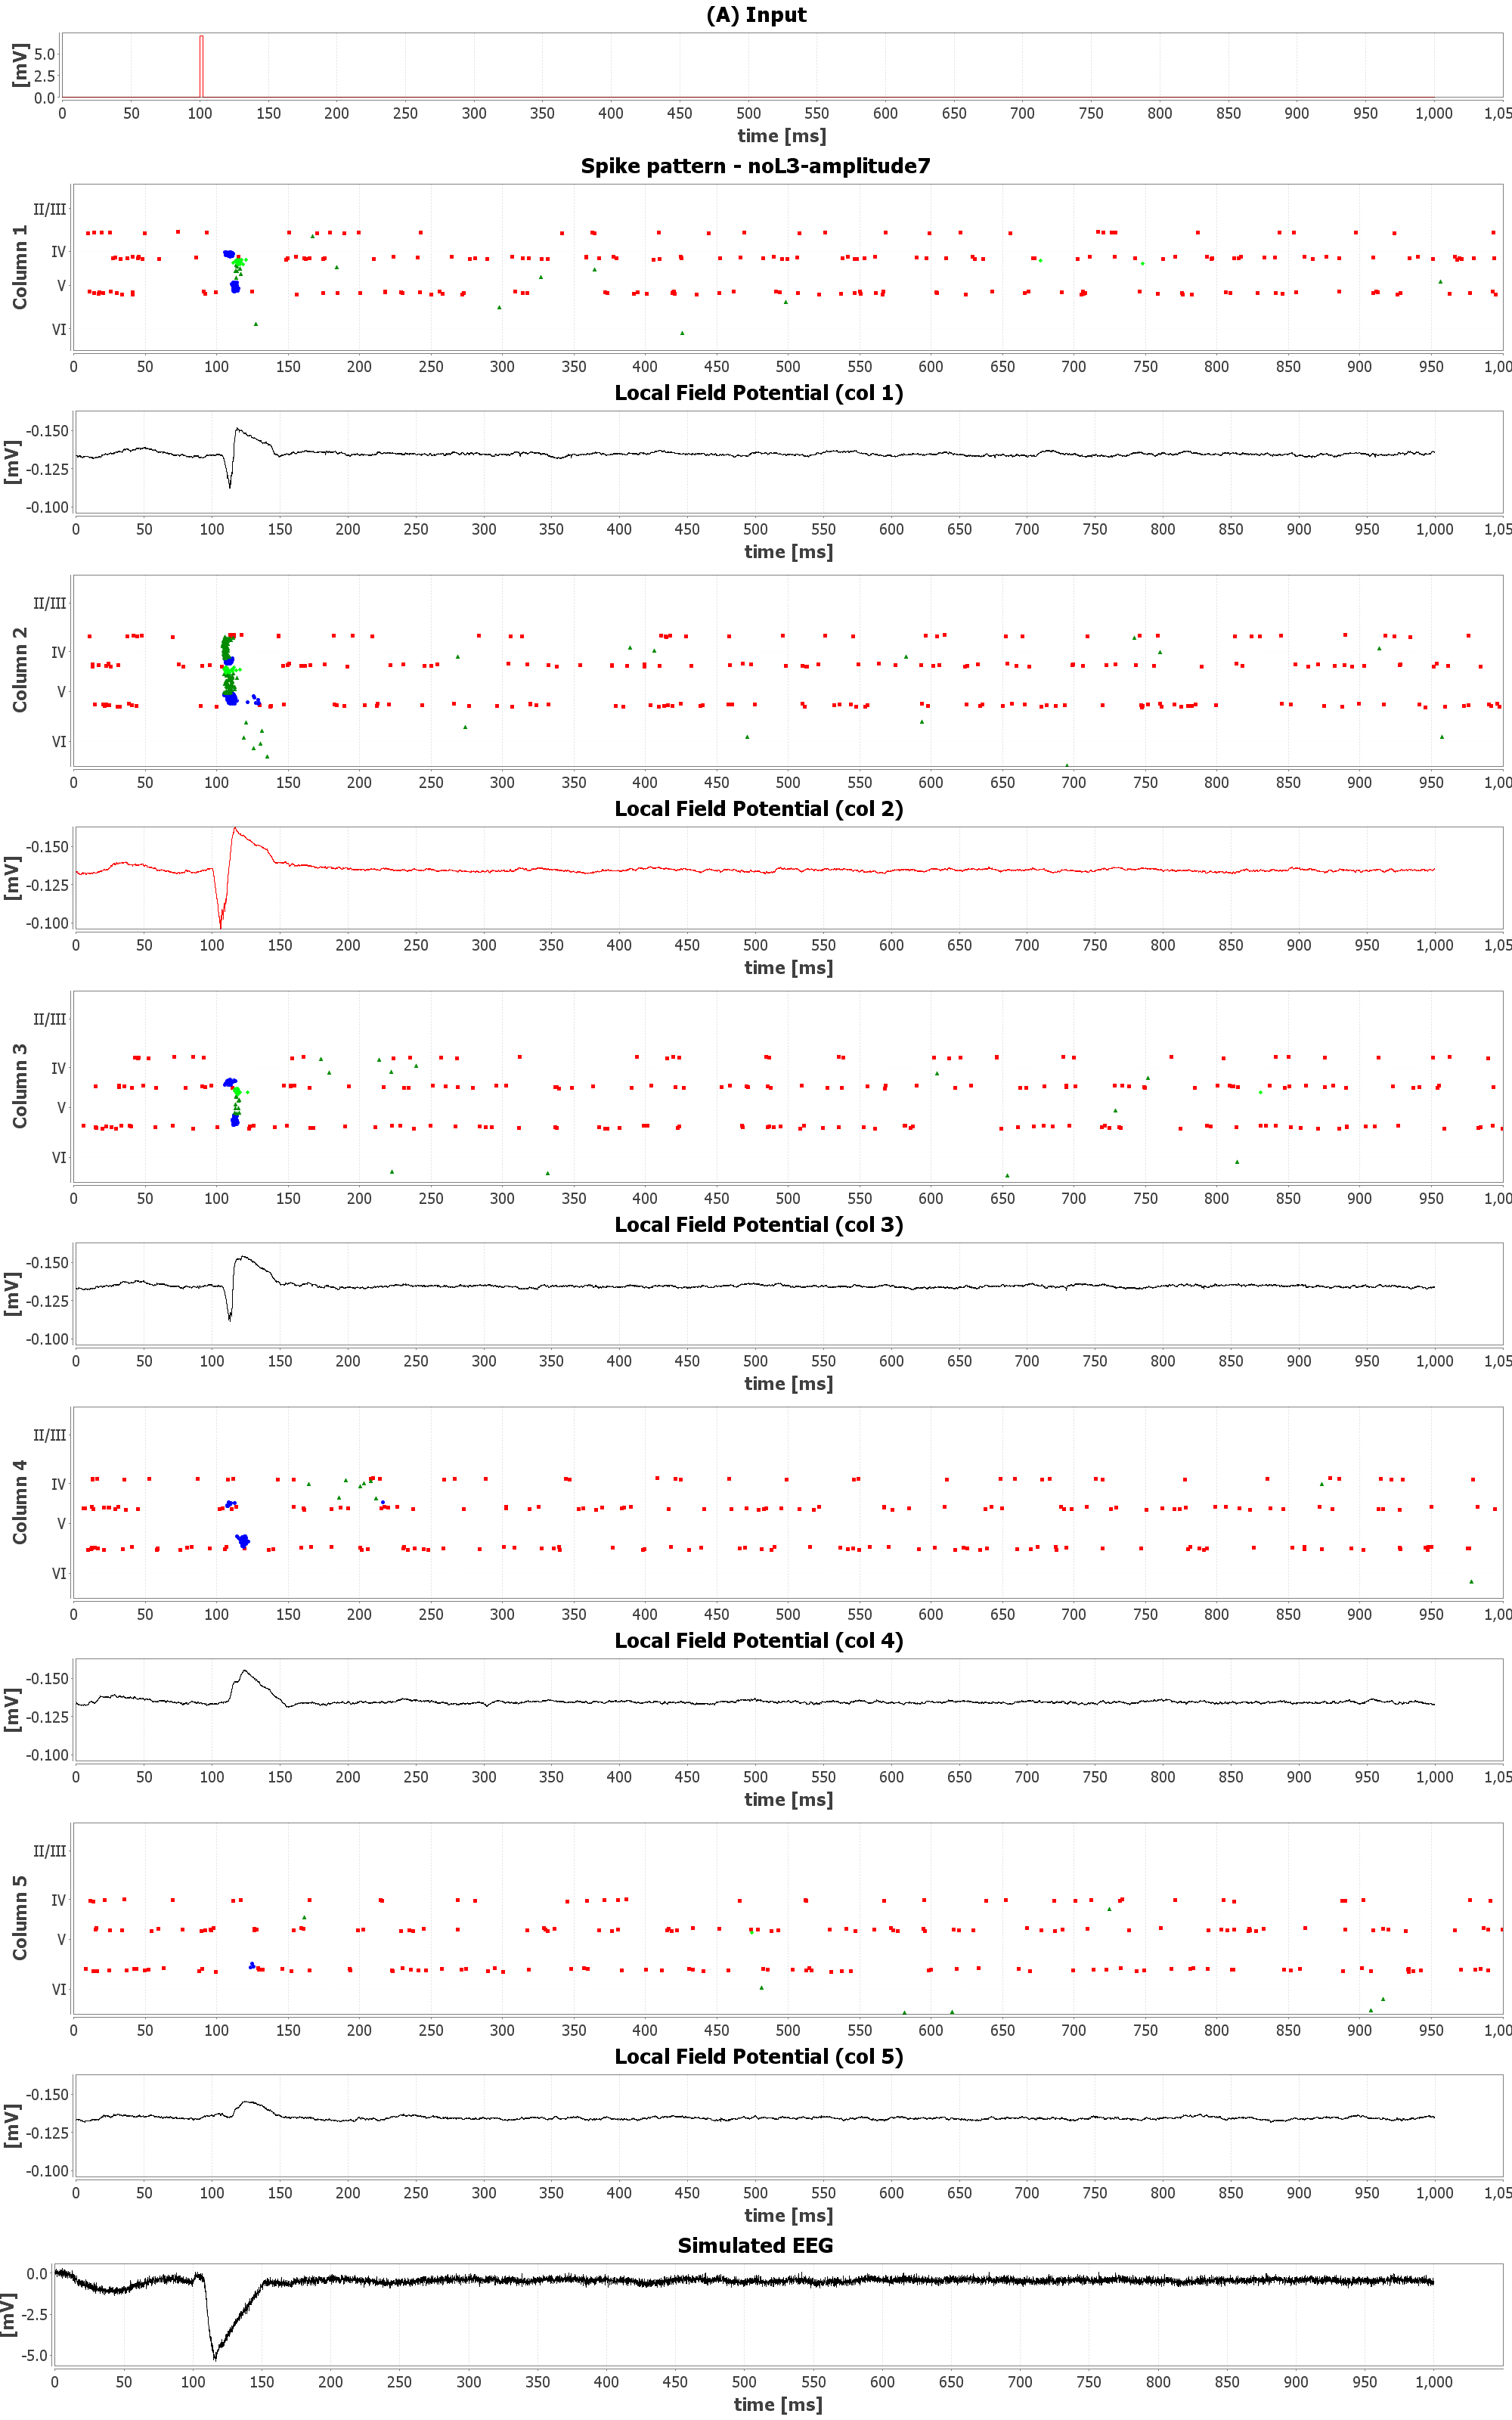 (A) Input
[mV]
5.0
2.5
0.0
0 50 100 150 200 250 300 350 400 450 500 550 600 650 700 750 800 850 900 950 1,000 1,05
time [ms]
Spike pattern - noL3-amplitude7
Column 1
II/III
IV
V
VI
0 50 100 150 200 250 300 350 400 450 500 550 600 650 700 750 800 850 900 950 1,00
Local Field Potential (col 1)
[mV]
-0.150
-0.125
-0.100
0 50 100 150 200 250 300 350 400 450 500 550 600 650 700 750 800 850 900 950 1,000 1,05
time [ms]
Column 2
II/III
IV
V
VI
0 50 100 150 200 250 300 350 400 450 500 550 600 650 700 750 800 850 900 950 1,00
Local Field Potential (col 2)
[mV]
-0.150
-0.125
-0.100
0 50 100 150 200 250 300 350 400 450 500 550 600 650 700 750 800 850 900 950 1,000 1,05
time [ms]
Column 3
II/III
IV
V
VI
0 50 100 150 200 250 300 350 400 450 500 550 600 650 700 750 800 850 900 950 1,00
Local Field Potential (col 3)
[mV]
-0.150
-0.125
-0.100
0 50 100 150 200 250 300 350 400 450 500 550 600 650 700 750 800 850 900 950 1,000 1,05
time [ms]
Column 4
II/III
IV
V
VI
0 50 100 150 200 250 300 350 400 450 500 550 600 650 700 750 800 850 900 950 1,00
Local Field Potential (col 4)
[mV]
-0.150
-0.125
-0.100
0 50 100 150 200 250 300 350 400 450 500 550 600 650 700 750 800 850 900 950 1,000 1,05
time [ms]
Column 5
II/III
IV
V
VI
0 50 100 150 200 250 300 350 400 450 500 550 600 650 700 750 800 850 900 950 1,00
Local Field Potential (col 5)
[mV]
-0.150
-0.125
-0.100
0 50 100 150 200 250 300 350 400 450 500 550 600 650 700 750 800 850 900 950 1,000 1,05
time [ms]
Simulated EEG
[mV]
0.0
-2.5
-5.0
0 50 100 150 200 250 300 350 400 450 500 550 600 650 700 750 800 850 900 950 1,000
time [ms]